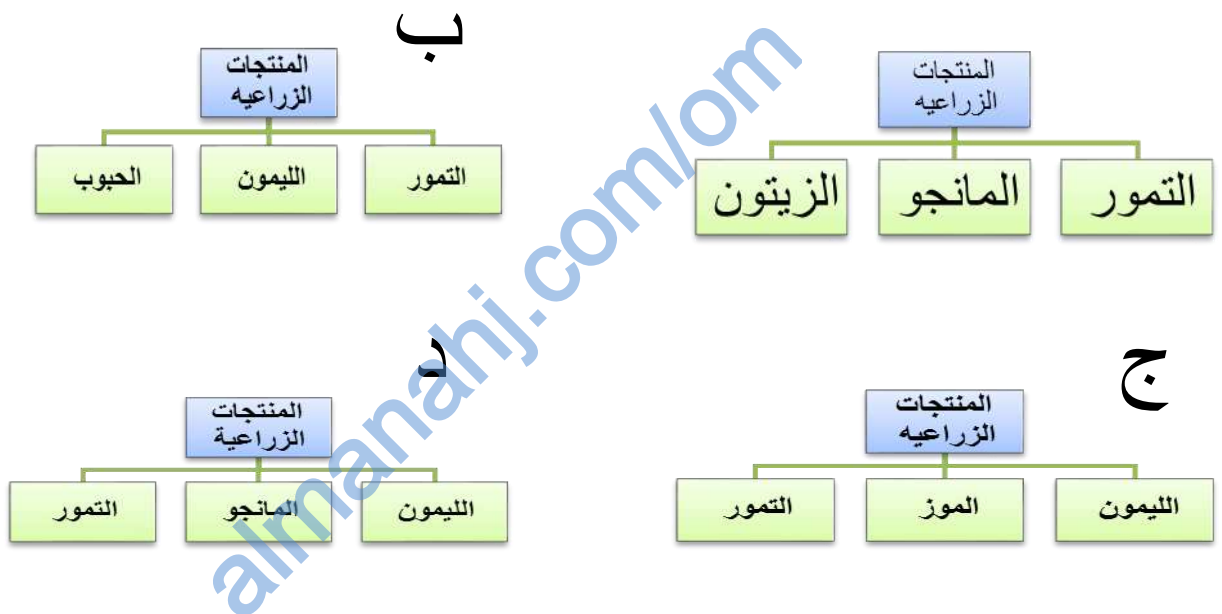 المنتجات
الزراعيه
التمور
المانجو
الزيتون
ب
المنتجات
الزراعيه
التمور
الليمون
الحبوب
ج
المنتجات
الزراعيه
الليمون
الموز
التمور
د
المنتجات
الزراعية
الليمون
المانجو
التمور
almanahj.com/om